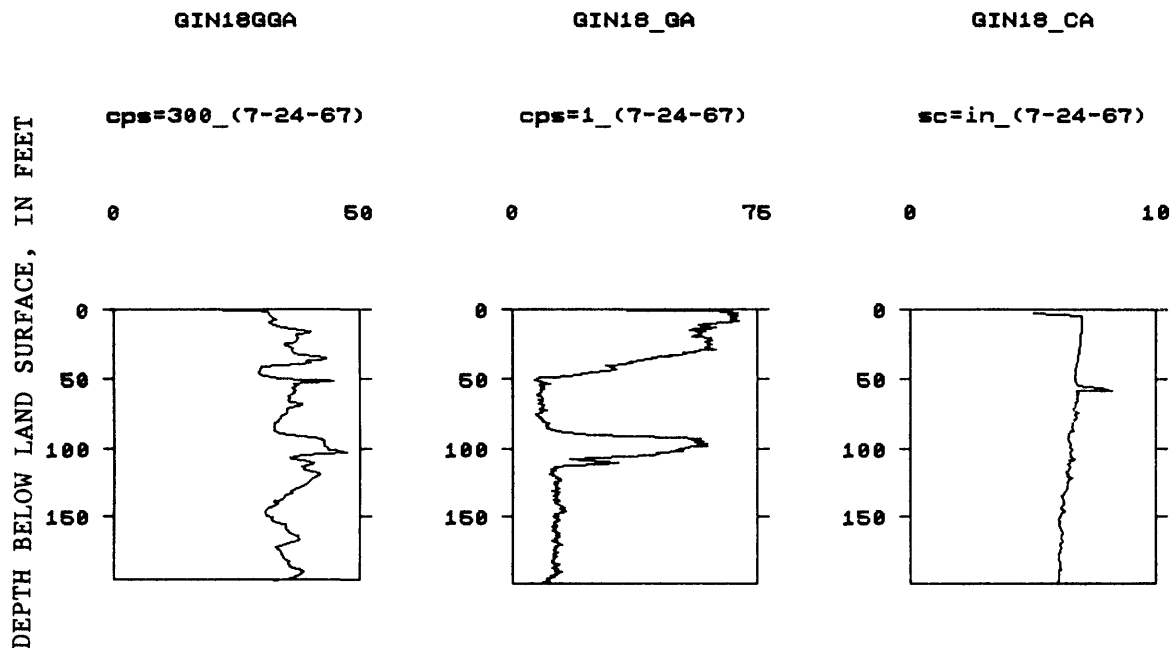 GIN18GGA GIN18_GA GIN18_CA
cps=300_(7-24-67) cps=1_(7-24-67) sc=in_(7-24-67)
DEPTH BELOW LAND SURFACE, IN FEET
0 50 0 75 0 10
0 0 0
50 50 50
100 100 100
150 150 150